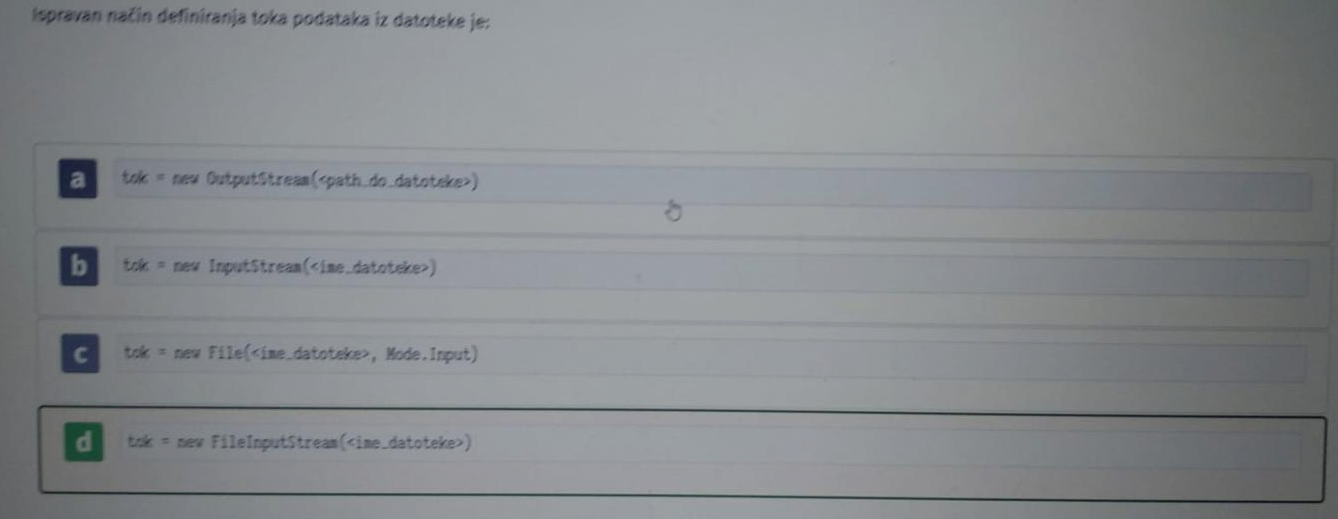 Ispravan način definiranja toka podataka iz datoteke je:
a tok = new OutputStream(<path_do_datoteke>)
b tok = new InputStream(<ime_datoteke>)
c tok = new File(<ime_datoteke>, Mode.Input)
d tok = new FileInputStream(<ime_datoteke>)